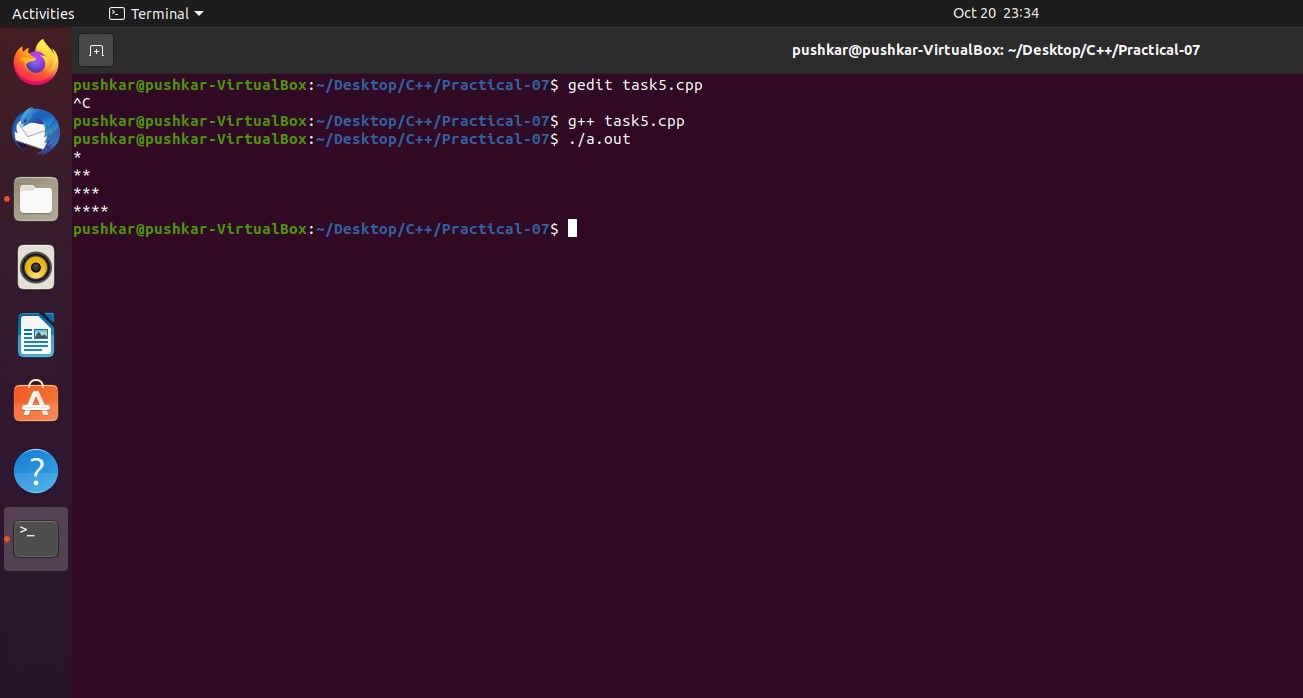 Activities Terminal Oct 20 23:34
pushkar@pushkar-VirtualBox: ~/Desktop/C++/Practical-07
pushkar@pushkar-VirtualBox:~/Desktop/C++/Practical-07$ gedit task5.cpp
^C
pushkar@pushkar-VirtualBox:~/Desktop/C++/Practical-07$ g++ task5.cpp
pushkar@pushkar-VirtualBox:~/Desktop/C++/Practical-07$ ./a.out
*
**
***
****
pushkar@pushkar-VirtualBox:~/Desktop/C++/Practical-07$